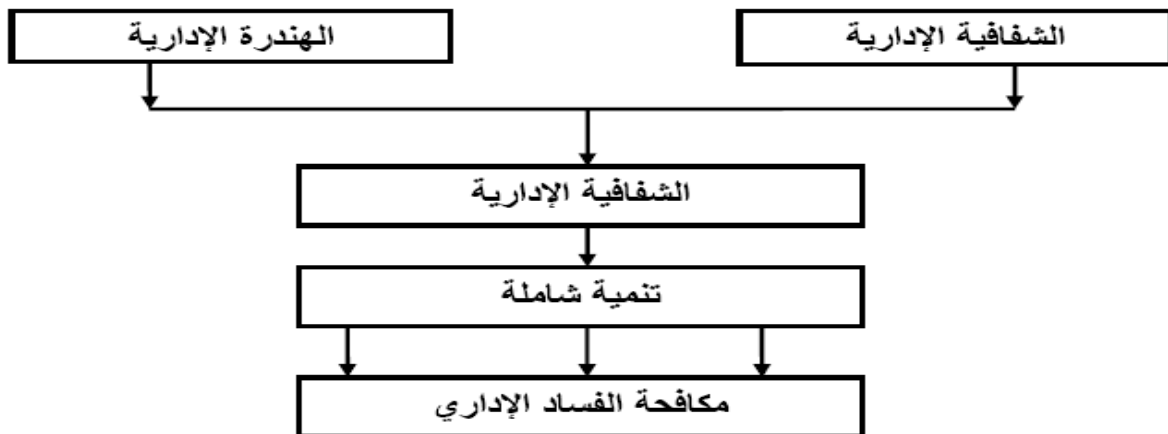 الشفافية الإدارية
الهندرة الإدارية
الشفافية الإدارية
تنمية شاملة
مكافحة الفساد الإداري